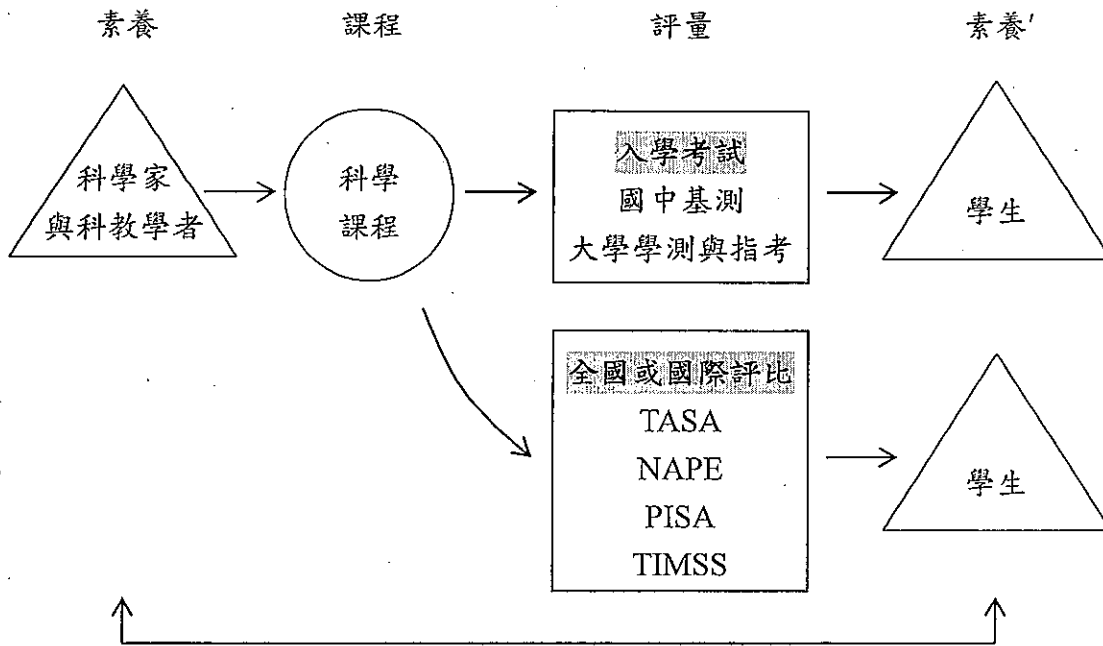 素養 課程 評量 素養'
科學家
與科教學者
科學
課程
入學考試
國中基測
大學學測與指考
學生
全國或國際評比
TASA
NAPE
PISA
TIMSS
學生